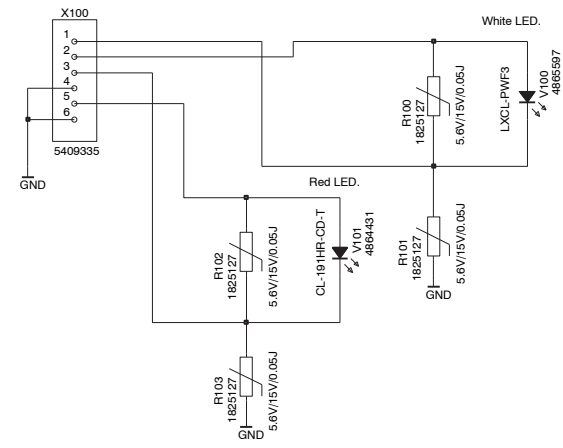 X100
1
2
3
4
5
6
5409335
GND
White LED.
R100
1825127
5.6V/15V/0.05J
LXCL-PWF3
V100
4865597
Red LED.
R101
1825127
5.6V/15V/0.05J
GND
R102
1825127
5.6V/15V/0.05J
CL-191HR-CD-T
V101
4864431
R103
1825127
5.6V/15V/0.05J
GND